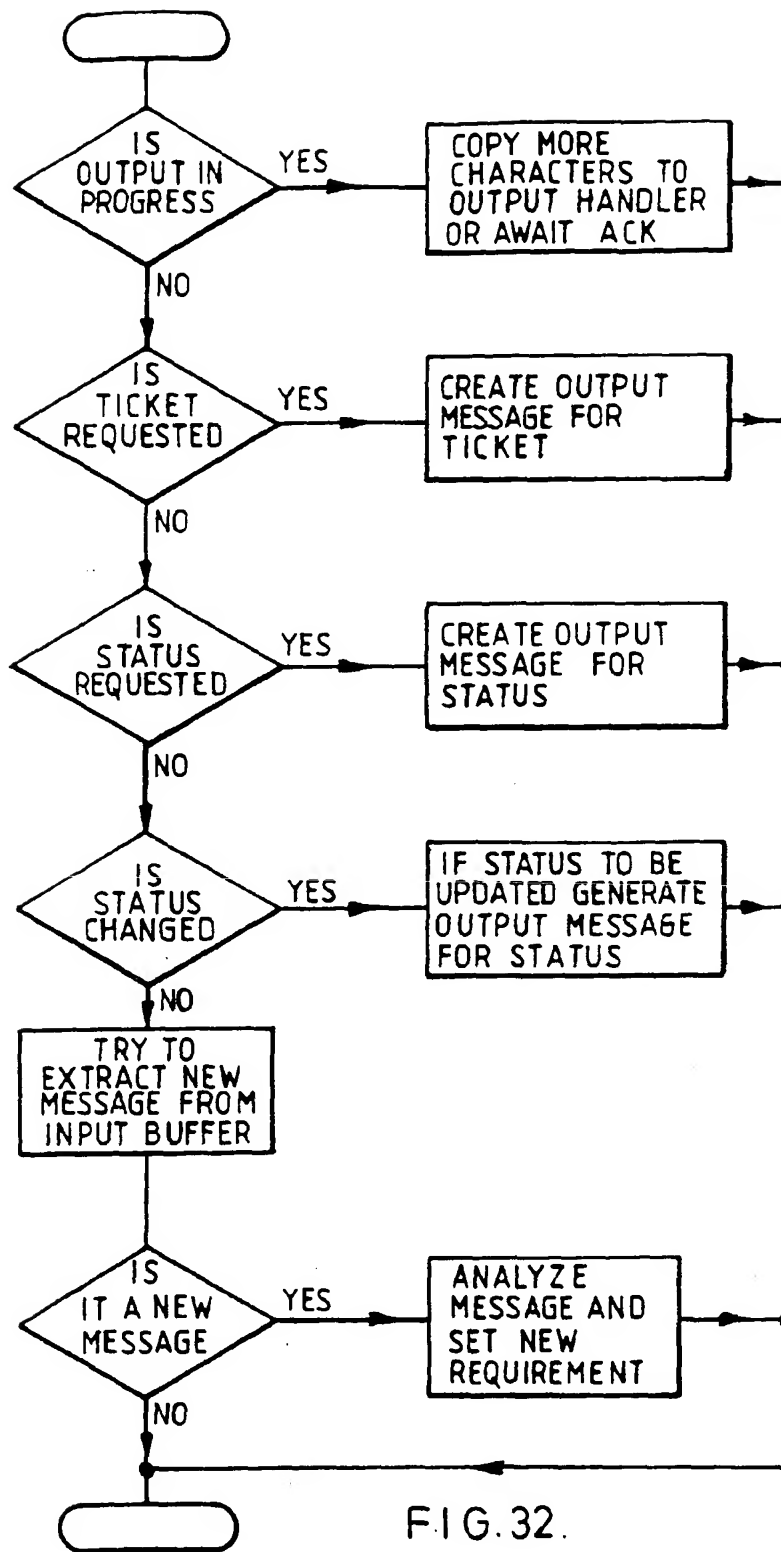 IS
OUTPUT IN
PROGRESS
YES
COPY MORE
CHARACTERS TO
OUTPUT HANDLER
OR AWAIT ACK
NO
IS
TICKET
REQUESTED
YES
CREATE OUTPUT
MESSAGE FOR
TICKET
NO
IS
STATUS
REQUESTED
YES
CREATE OUTPUT
MESSAGE FOR
STATUS
NO
IS
STATUS
CHANGED
YES
IF STATUS TO BE
UPDATED GENERATE
OUTPUT MESSAGE
FOR STATUS
NO
TRY TO
EXTRACT NEW
MESSAGE FROM
INPUT BUFFER
IS
IT A NEW
MESSAGE
YES
ANALYZE
MESSAGE AND
SET NEW
REQUIREMENT
NO
FIG.32.